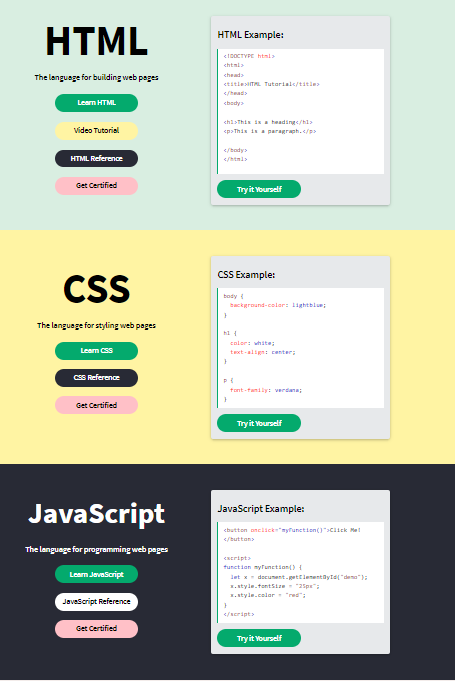 HTML
The language for building web pages
Learn HTML
Video Tutorial
HTML Reference
Get Certified
HTML Example:
<!DOCTYPE html>
<html>
<head>
<title>HTML Tutorial</title>
</head>
<body>
<h1>This is a heading</h1>
<p>This is a paragraph.</p>
</body>
</html>
Try it Yourself
CSS
The language for styling web pages
Learn CSS
CSS Reference
Get Certified
CSS Example:
body {
background-color: lightblue;
}
h1 {
color: white;
text-align: center;
}
p {
font-family: verdana;
}
Try it Yourself
JavaScript
The language for programming web pages
Learn JavaScript
JavaScript Reference
Get Certified
JavaScript Example:
<button onclick="myFunction()">Click Me!
</button>
<script>
function myFunction() {
let x = document.getElementById("demo");
x.style.fontSize = "25px";
x.style.color = "red";
}
</script>
Try it Yourself